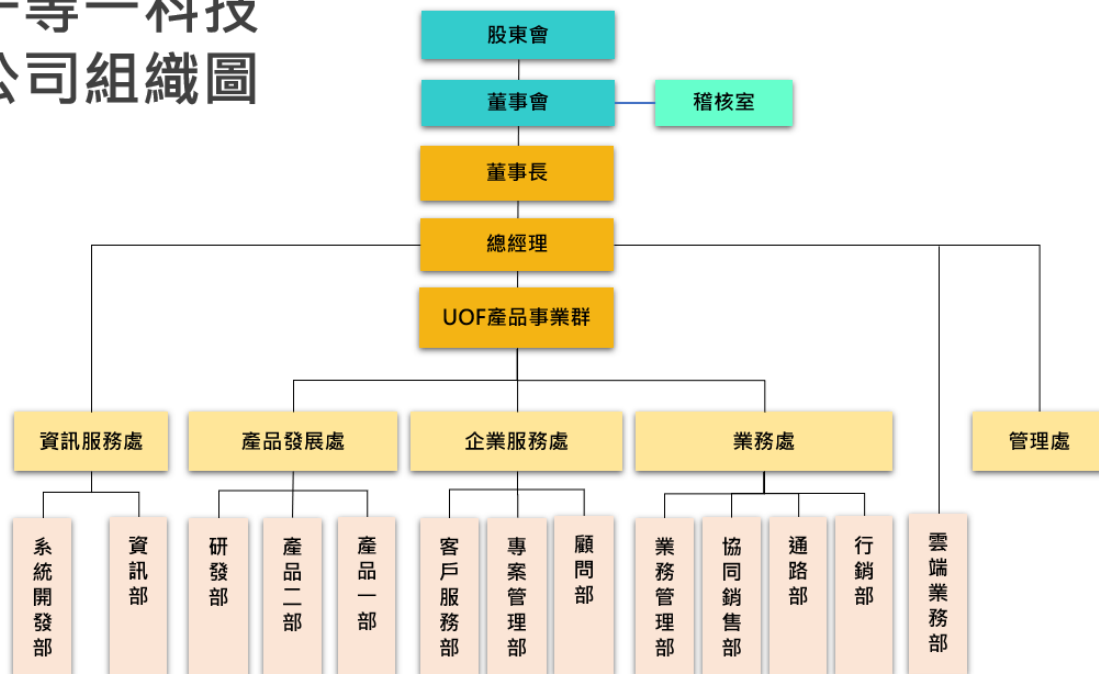 等一科技
公司組織圖
股東會
董事會
稽核室
董事長
總經理
UOF產品事業群
資訊服務處
產品發展處
企業服務處
業務處
管理處
系統開發部
資訊部
研發部
產品二部
產品一部
客戶服務部
專案管理部
顧問部
業務管理部
協同銷售部
通路部
行銷部
雲端業務部